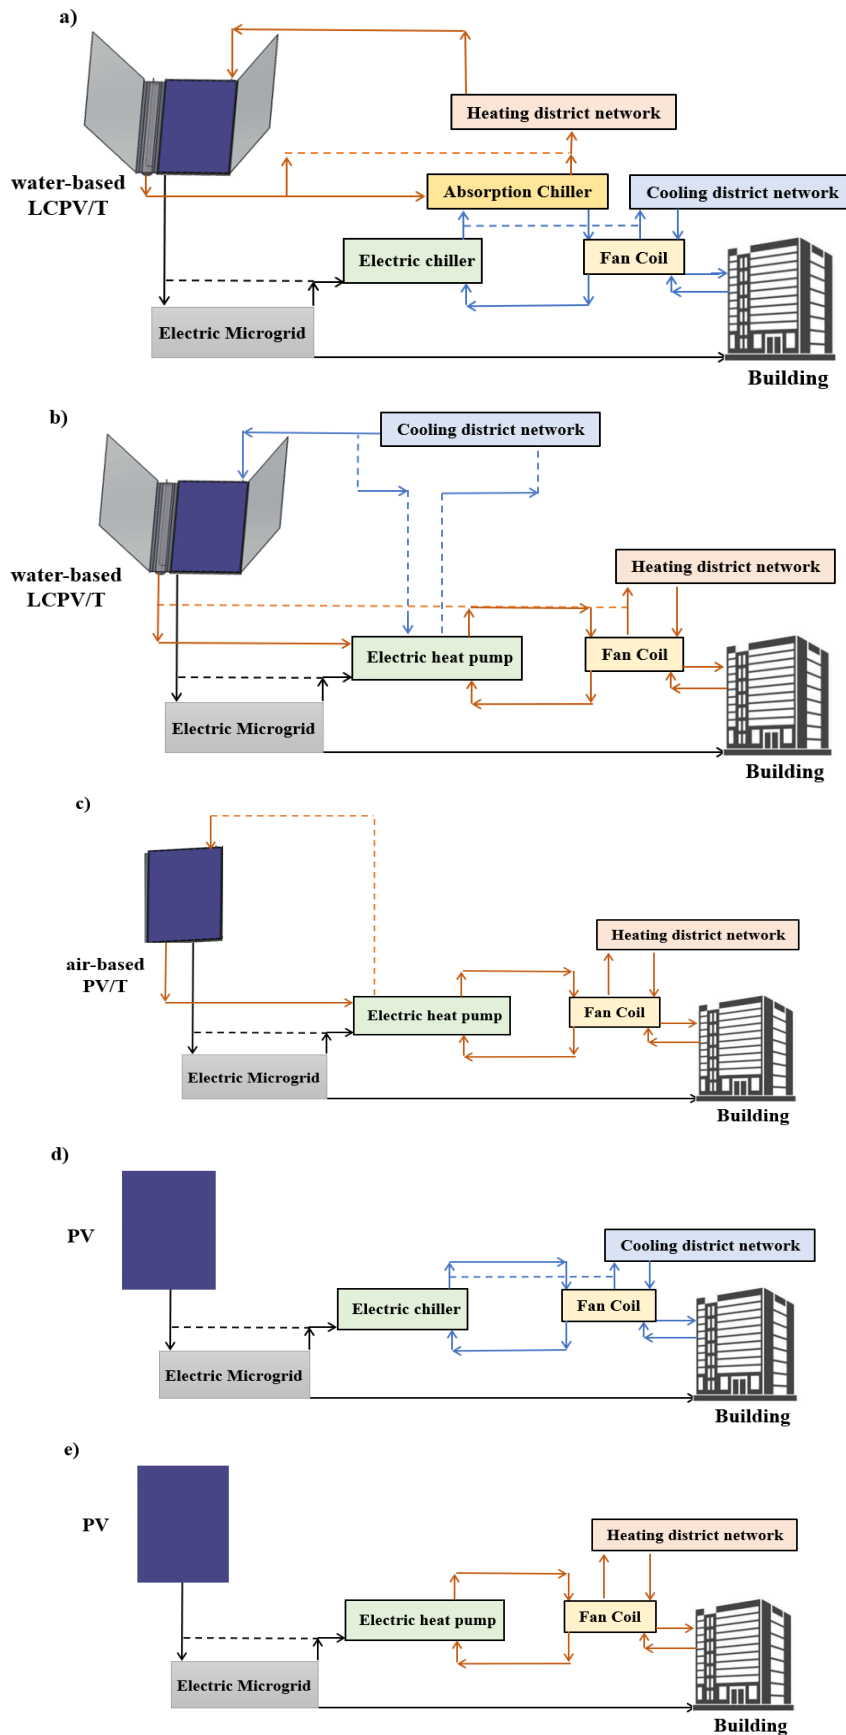 a)
Heating district network
water-based
LCPV/T
Absorption Chiller
Cooling district network
Electric chiller
Fan Coil
Electric Microgrid
Building
b)
Cooling district network
water-based
LCPV/T
Heating district network
Electric heat pump
Fan Coil
Electric Microgrid
Building
c)
Heating district network
air-based
PV/T
Electric heat pump
Fan Coil
Electric Microgrid
Building
d)
PV
Cooling district network
Electric chiller
Fan Coil
Electric Microgrid
Building
e)
PV
Heating district network
Electric heat pump
Fan Coil
Electric Microgrid
Building